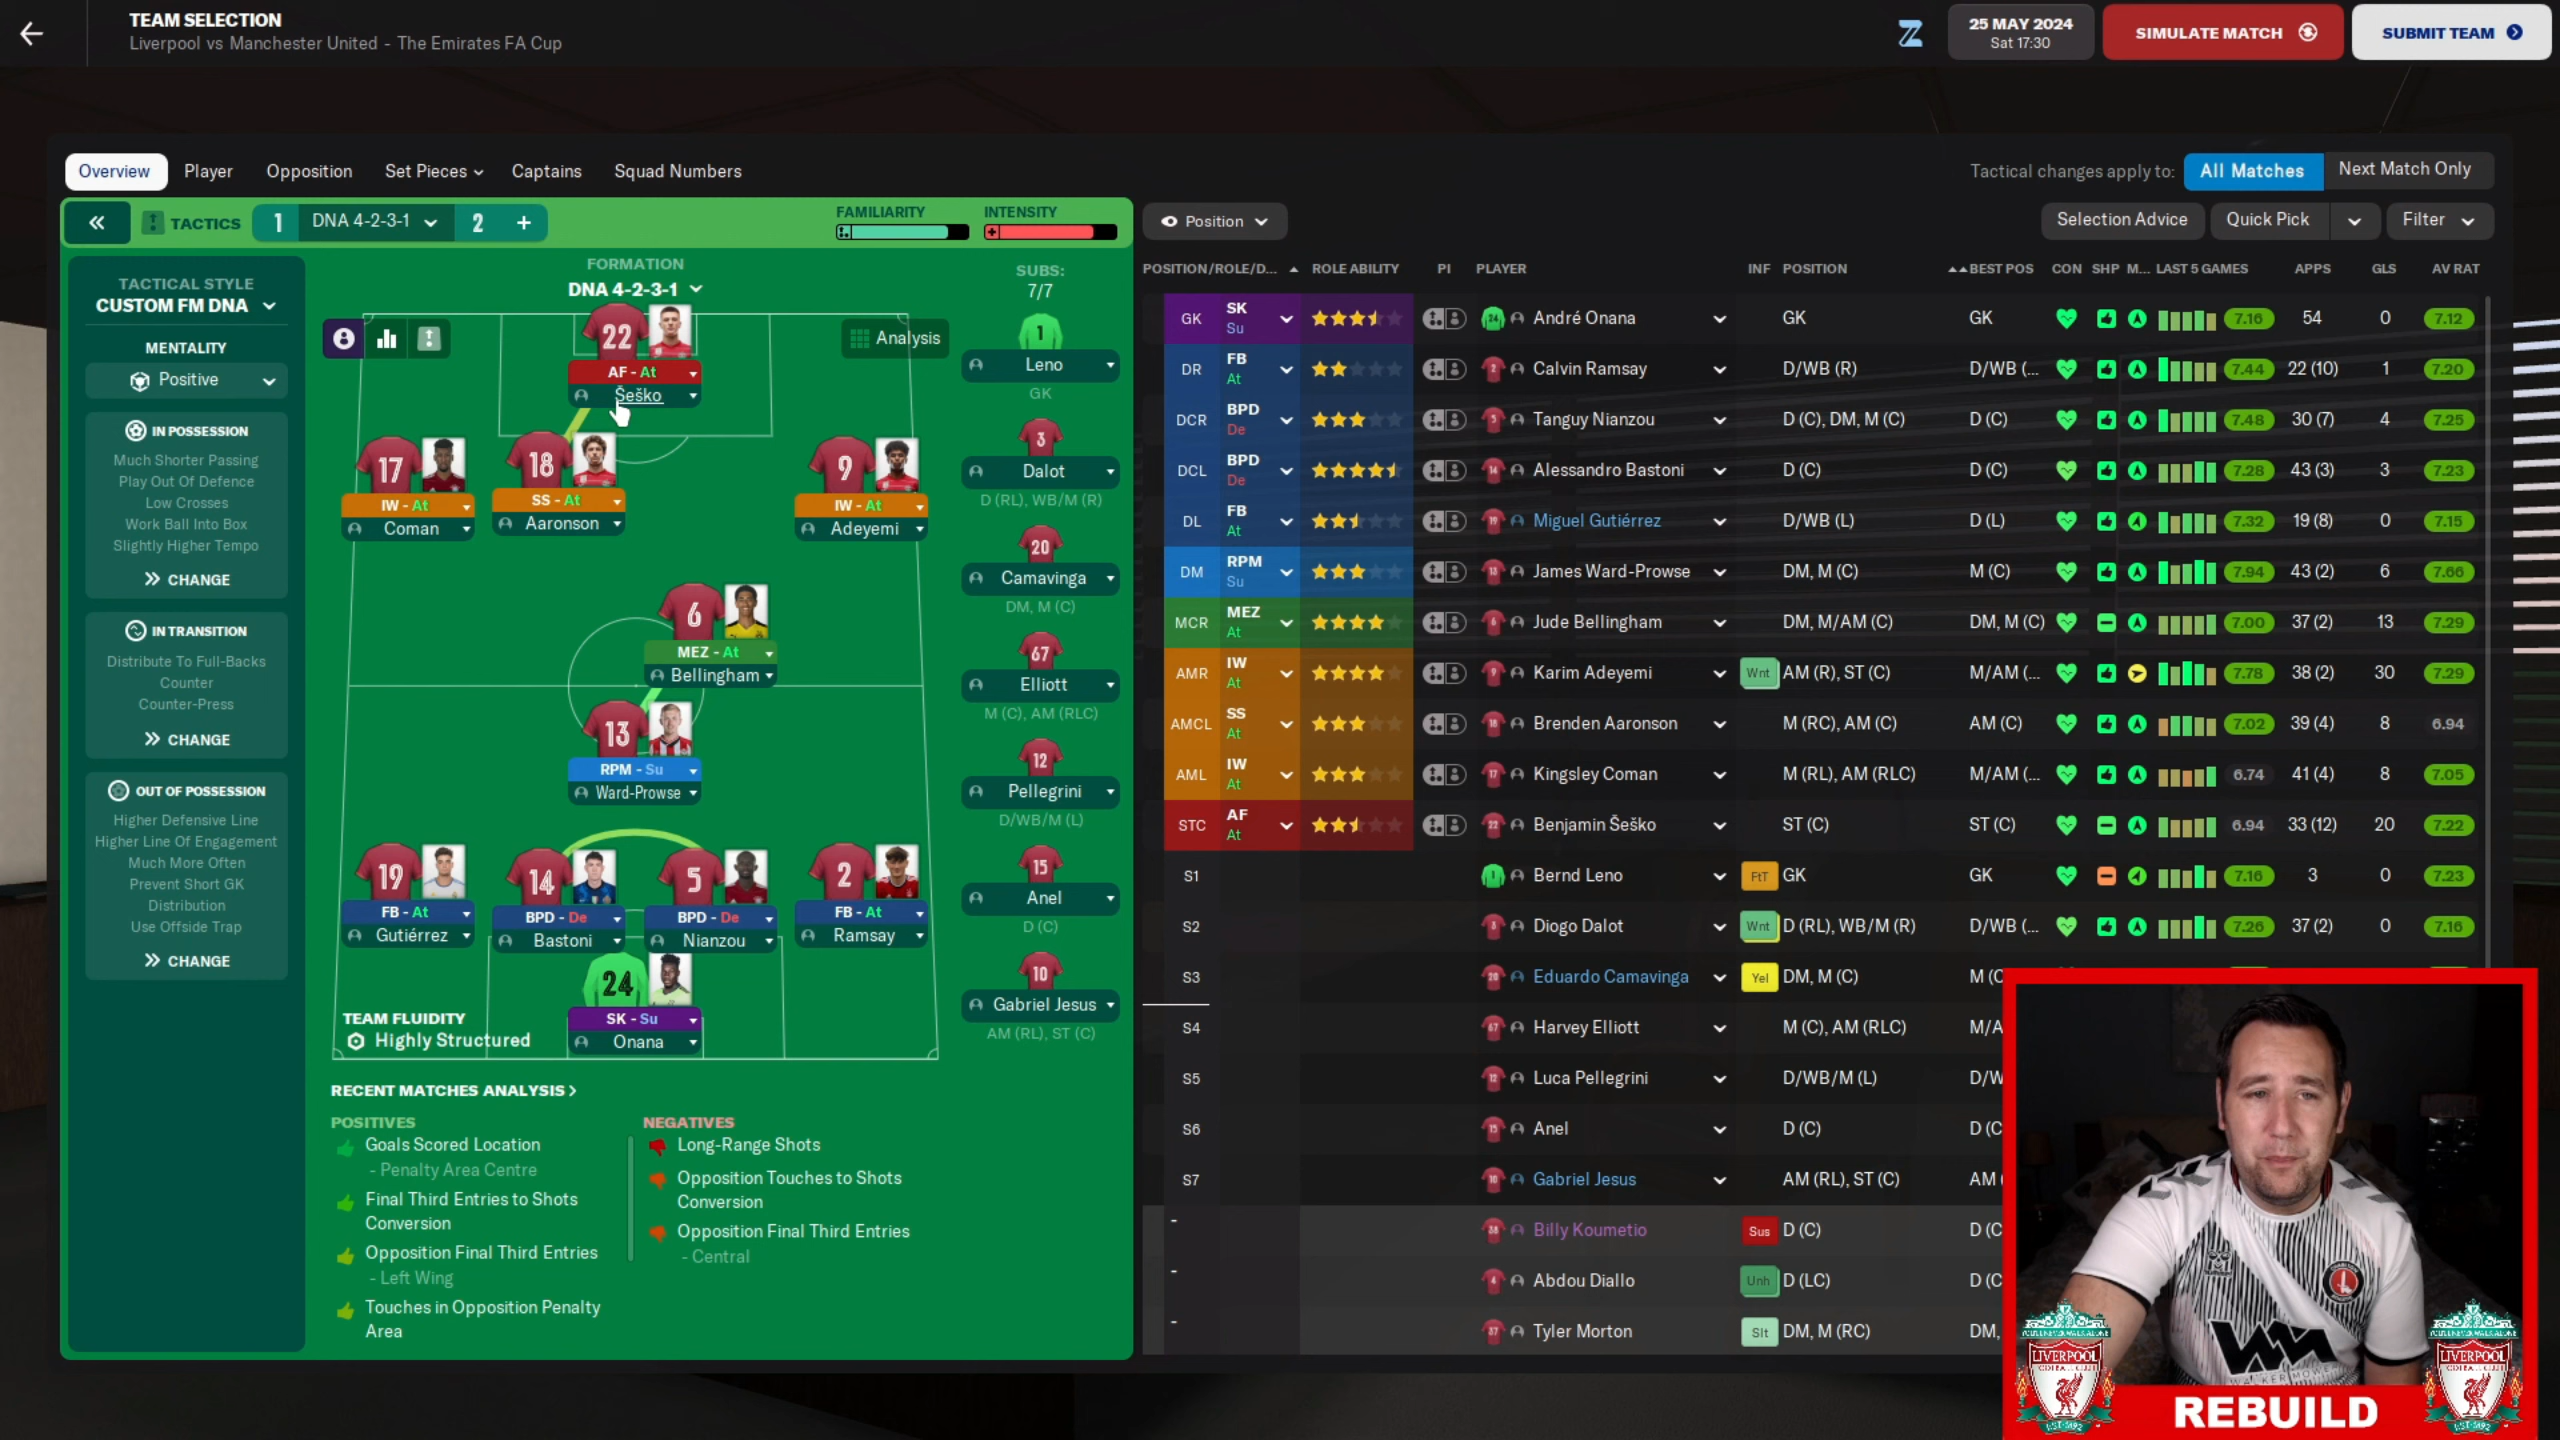 TEAM SELECTION
Liverpool vs Manchester United - The Emirates FA Cup
25 MAY 2024
Sat 17:30
SIMULATE MATCH
SUBMIT TEAM
Overview Player Opposition Set Pieces Captains Squad Numbers
Tactical changes apply to: All Matches Next Match Only
TACTICS 1 DNA 4-2-3-1 2 +
FAMILIARITY INTENSITY
Position
Selection Advice Quick Pick Filter
TACTICAL STYLE
CUSTOM FM DNA
MENTALITY
Positive
IN POSSESSION
Much Shorter Passing
Play Out Of Defence
Low Crosses
Work Ball Into Box
Slightly Higher Tempo
CHANGE
IN TRANSITION
Distribute To Full-Backs
Counter
Counter-Press
CHANGE
OUT OF POSSESSION
Higher Defensive Line
Higher Line Of Engagement
Much More Often
Prevent Short GK
Distribution
Use Offside Trap
CHANGE
FORMATION
DNA 4-2-3-1
Analysis
22
AF - At
Šeško
17 18 9
IW - At SS - At IW - At
Coman Aaronson Adeyemi
6
MEZ - At
Bellingham
13
RPM - Su
Ward-Prowse
19 14 5 2
FB - At BPD - De BPD - De FB - At
Gutiérrez Bastoni Nianzou Ramsay
24
SK - Su
Onana
TEAM FLUIDITY
Highly Structured
SUBS:
7/7
1
Leno
GK
3
Dalot
D (RL), WB/M (R)
20
Camavinga
DM, M (C)
67
Elliott
M (C), AM (RLC)
12
Pellegrini
D/WB/M (L)
15
Anel
D (C)
10
Gabriel Jesus
AM (RL), ST (C)
RECENT MATCHES ANALYSIS >
POSITIVES
Goals Scored Location
- Penalty Area Centre
Final Third Entries to Shots
Conversion
Opposition Final Third Entries
- Left Wing
Touches in Opposition Penalty
Area
NEGATIVES
Long-Range Shots
Opposition Touches to Shots
Conversion
Opposition Final Third Entries
- Central
POSITION/ROLE/D... ROLE ABILITY PI PLAYER INF POSITION BEST POS CON SHP M... LAST 5 GAMES APPS GLS AV RAT
GK SK Su André Onana GK GK 7.16 54 0 7.12
DR FB At Calvin Ramsay D/WB (R) D/WB (... 7.44 22 (10) 1 7.20
DCR BPD De Tanguy Nianzou D (C), DM, M (C) D (C) 7.48 30 (7) 4 7.25
DCL BPD De Alessandro Bastoni D (C) D (C) 7.28 43 (3) 3 7.23
DL FB At Miguel Gutiérrez D/WB (L) D (L) 7.32 19 (8) 0 7.15
DM RPM Su James Ward-Prowse DM, M (C) M (C) 7.94 43 (2) 6 7.66
MCR MEZ At Jude Bellingham DM, M/AM (C) DM, M (C) 7.00 37 (2) 13 7.29
AMR IW At Karim Adeyemi Wnt AM (R), ST (C) M/AM (... 7.78 38 (2) 30 7.29
AMCL SS At Brenden Aaronson M (RC), AM (C) AM (C) 7.02 39 (4) 8 6.94
AML IW At Kingsley Coman M (RL), AM (RLC) M/AM (... 6.74 41 (4) 8 7.05
STC AF At Benjamin Šeško ST (C) ST (C) 6.94 33 (12) 20 7.22
S1 Bernd Leno FtT GK GK 7.16 3 0 7.23
S2 Diogo Dalot Wnt D (RL), WB/M (R) D/WB (... 7.26 37 (2) 0 7.16
S3 Eduardo Camavinga Yel DM, M (C) M (C
S4 Harvey Elliott M (C), AM (RLC) M/A
S5 Luca Pellegrini D/WB/M (L) D/W
S6 Anel D (C) D (C
S7 Gabriel Jesus AM (RL), ST (C) AM (
- Billy Koumetio Sus D (C) D (C
- Abdou Diallo Unh D (LC) D (C
- Tyler Morton Slt DM, M (RC) DM,
LIVERPOOL LIVERPOOL
REBUILD